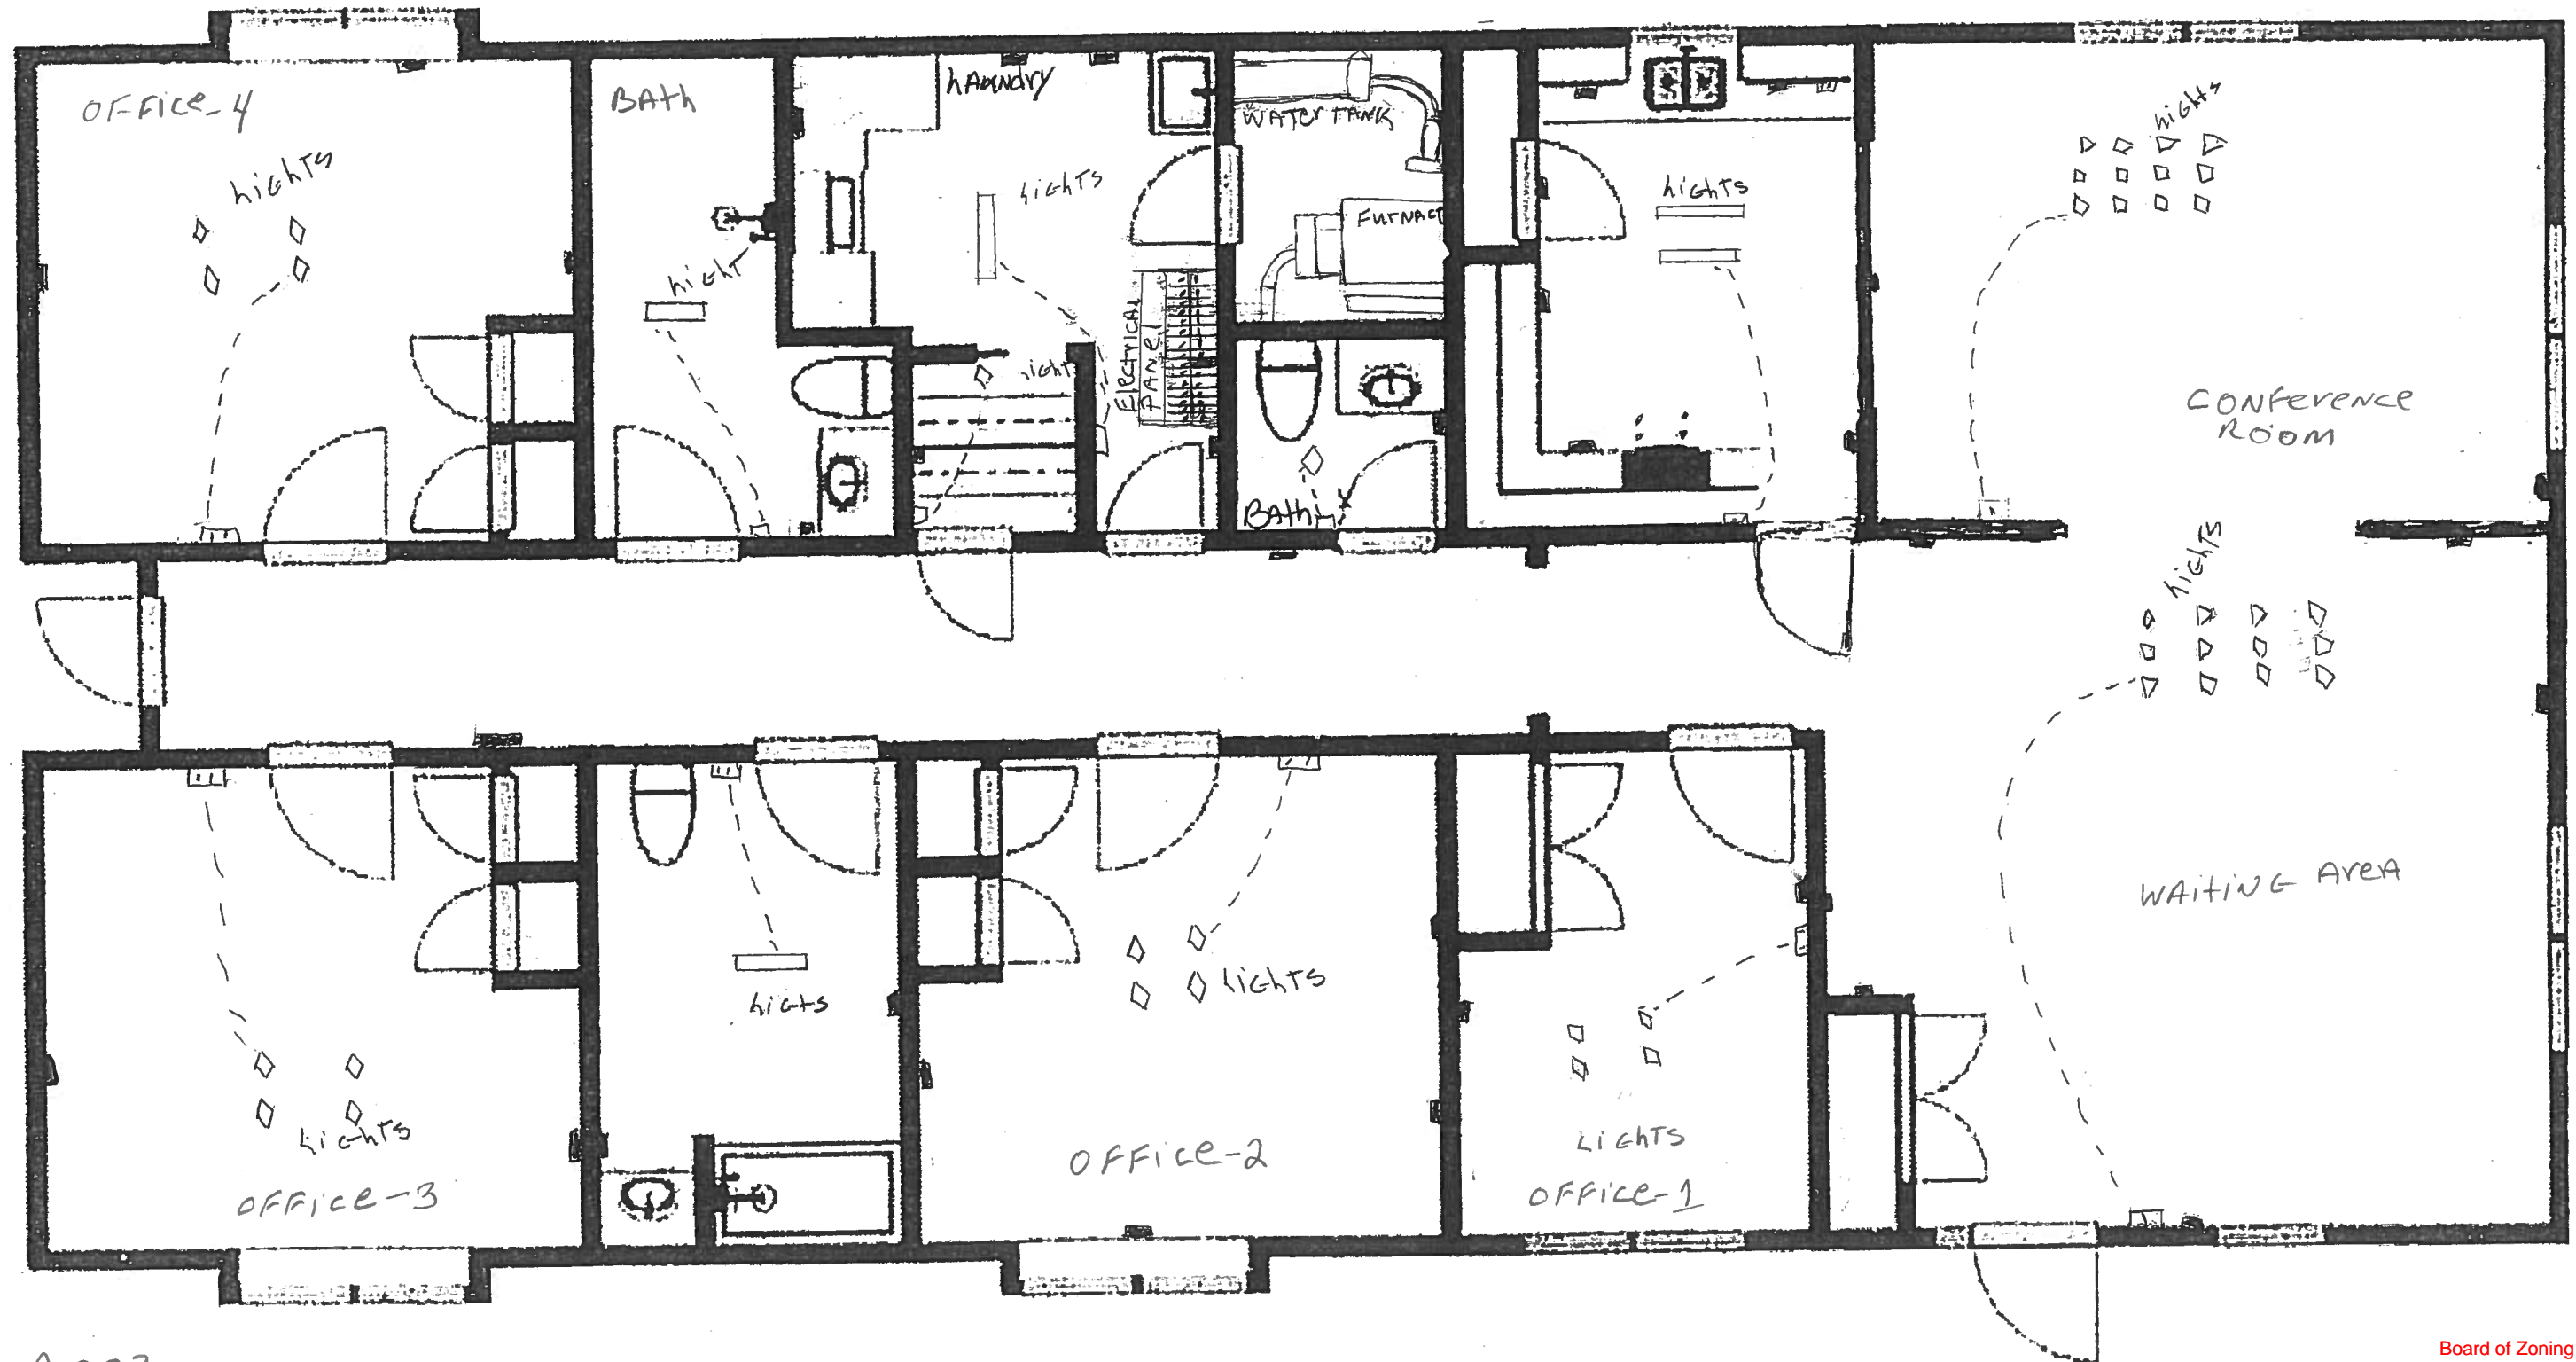 OFFice-4
LighTs
BAth
Light
LAUNdry
Lights
WATer TANK
FUrNAce
Electrical
PANel
Light
BAth
Lights
Lights
CONFereNce
ROOM
Lights
WAiTiNG AreA
LighTs
OFFice-3
Ligts
LighTs
OFFice-2
LighTs
OFFice-1
Board of Zoning